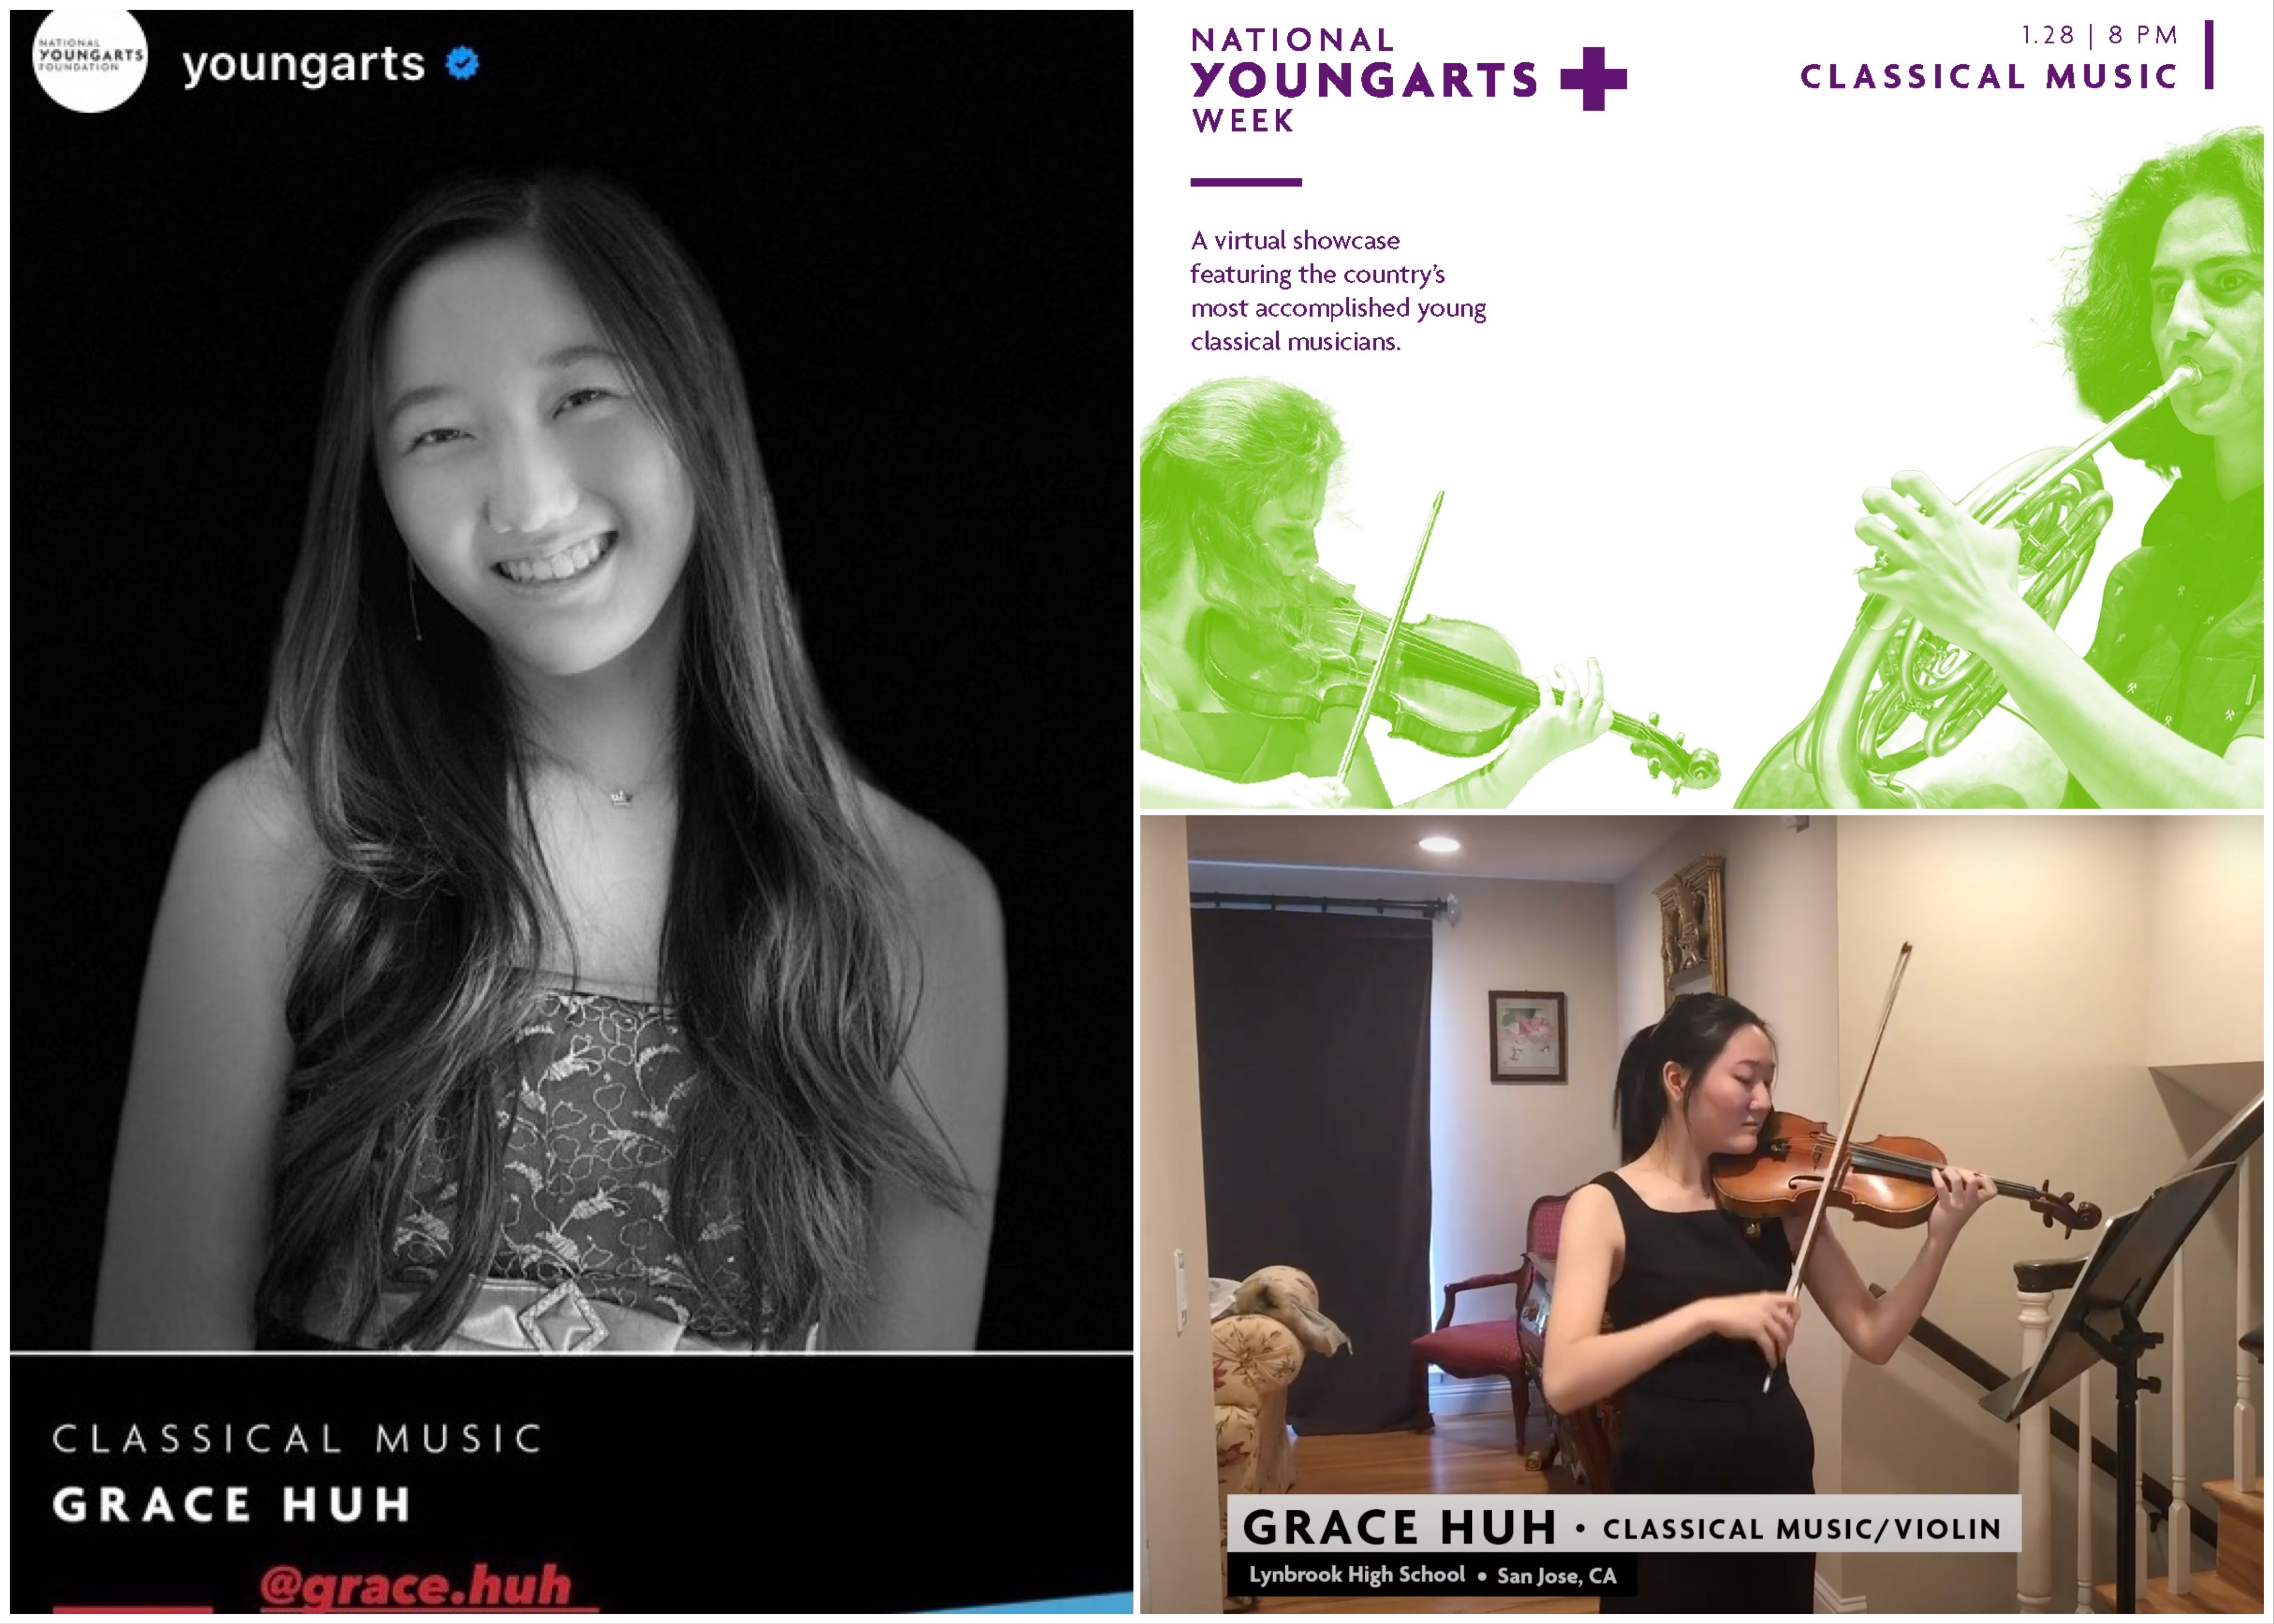 NATIONAL
YOUNGARTS
FOUNDATION
youngarts
CLASSICAL MUSIC
GRACE HUH
@grace.huh
NATIONAL
YOUNGARTS
WEEK
1.28 | 8 PM
CLASSICAL MUSIC
A virtual showcase
featuring the country’s
most accomplished young
classical musicians.
GRACE HUH • CLASSICAL MUSIC/VIOLIN
Lynbrook High School • San Jose, CA